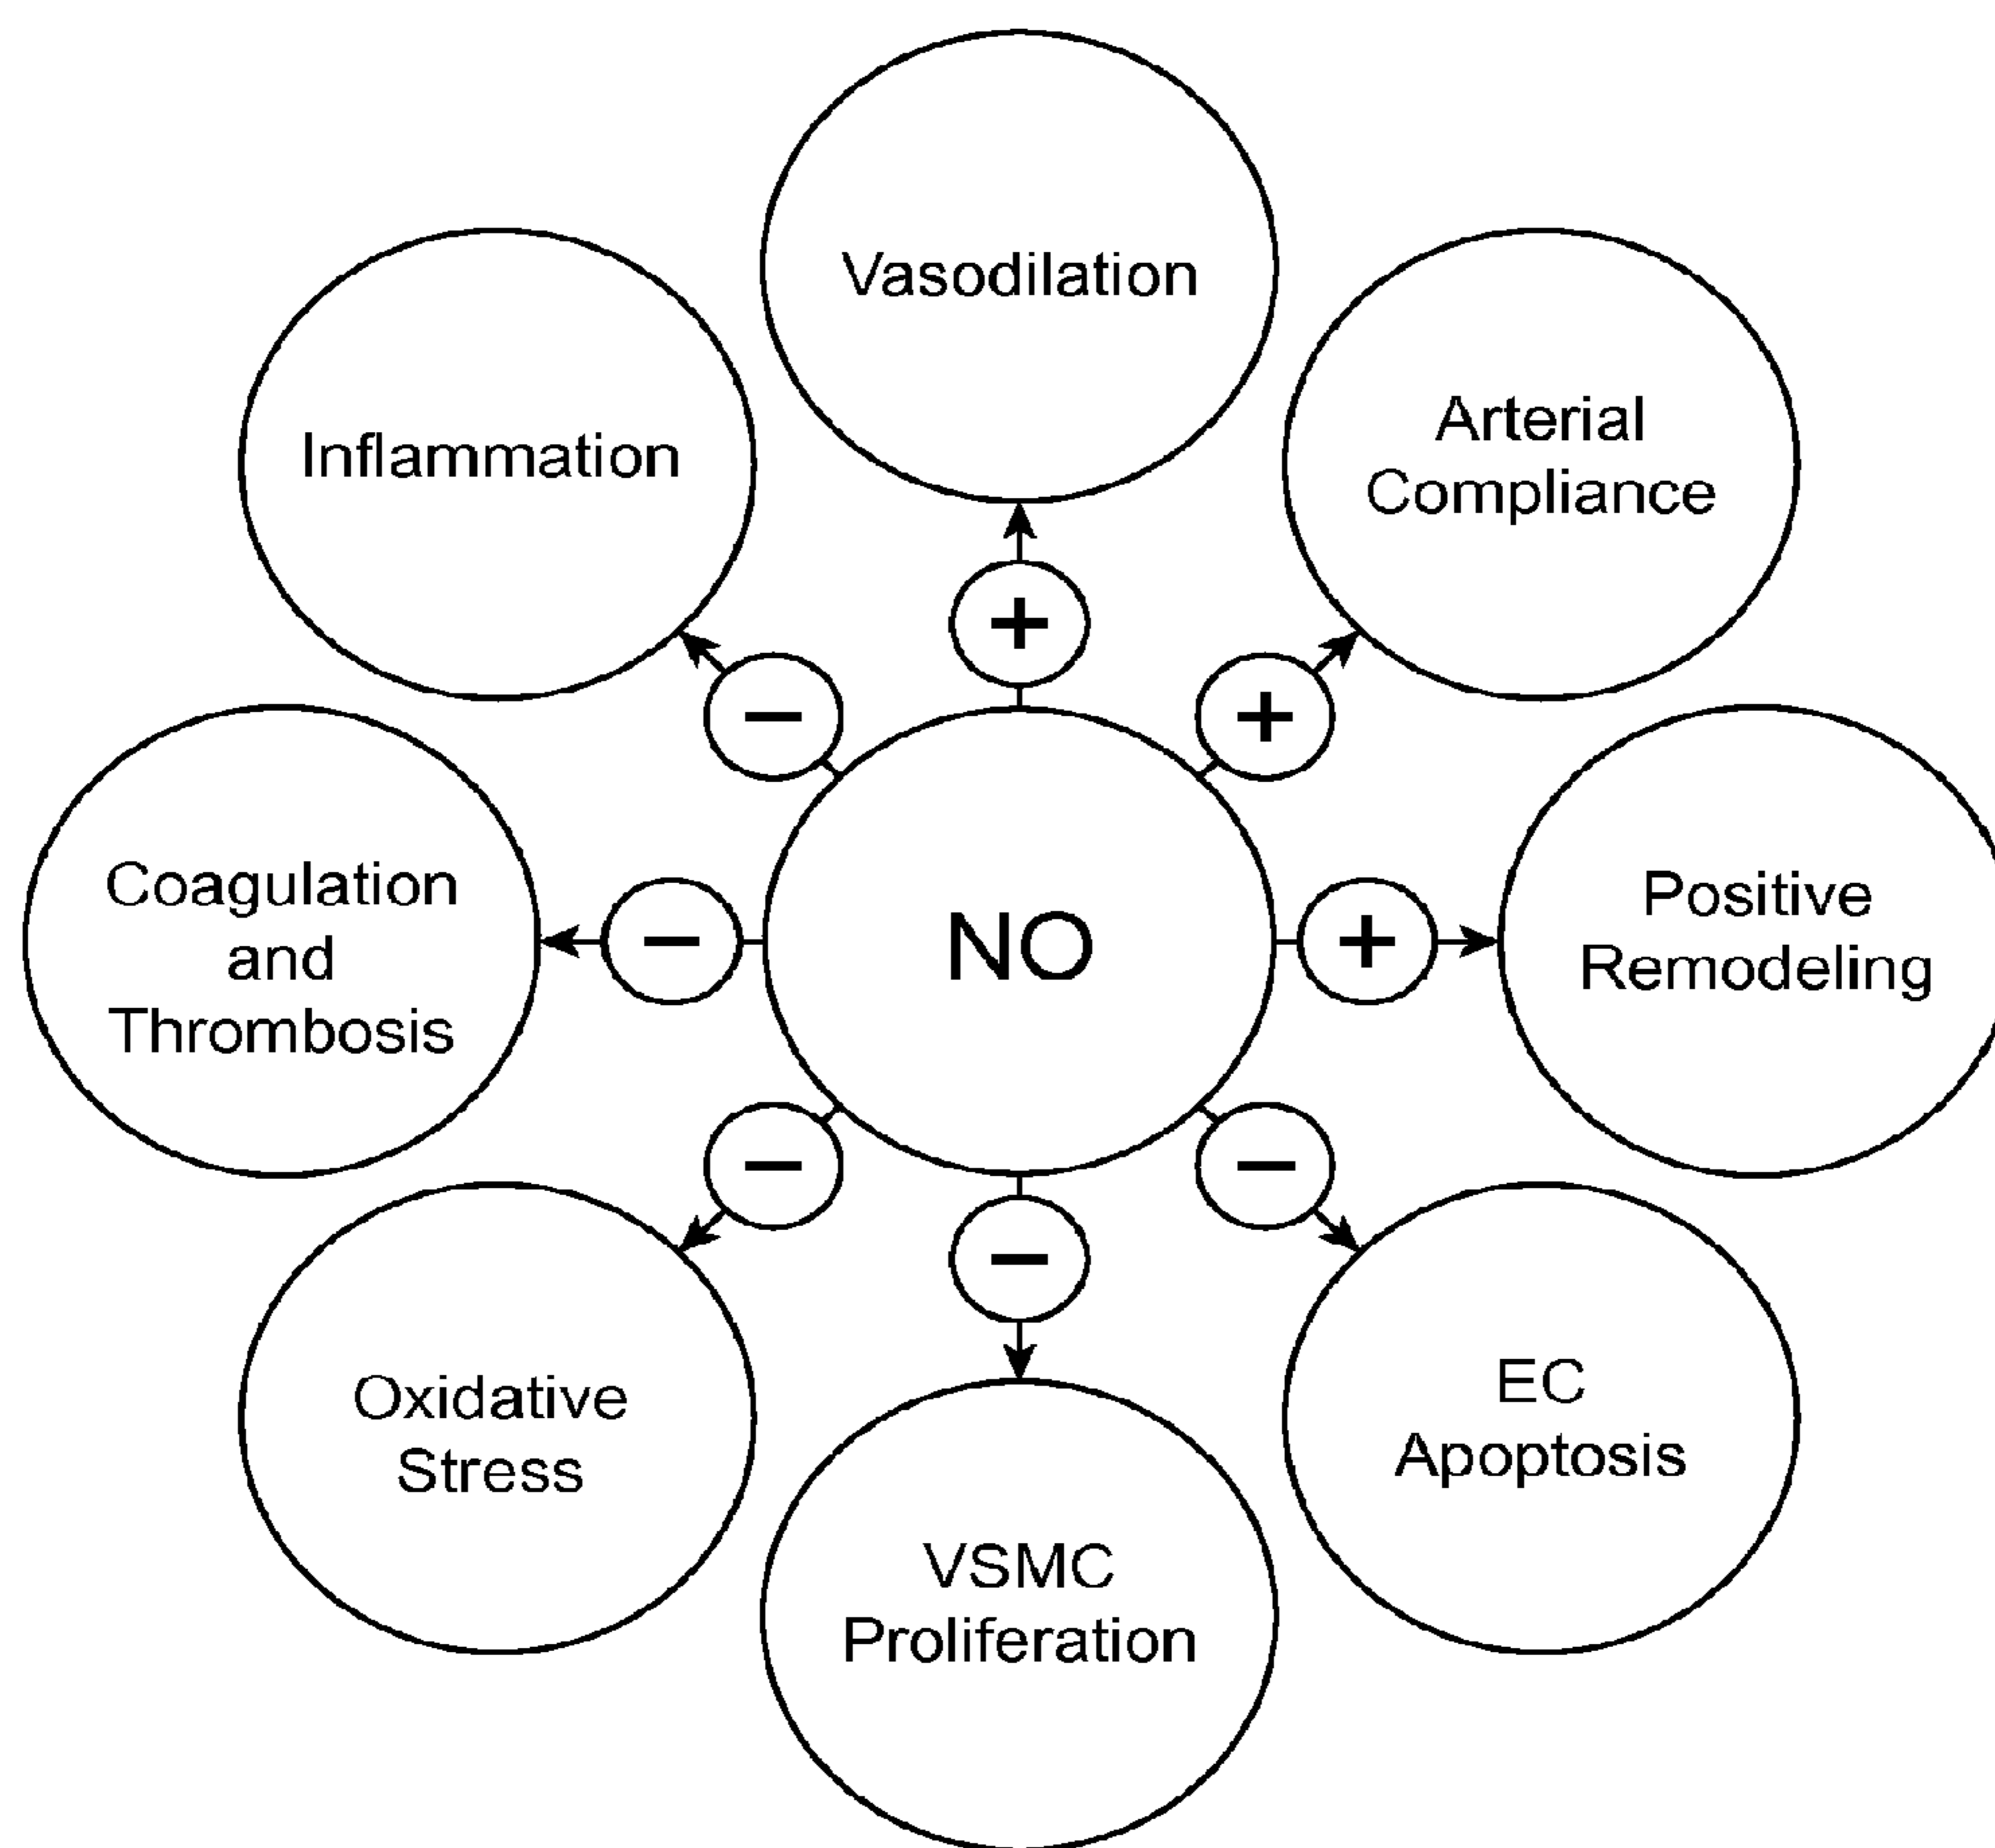 Vasodilation
Arterial
Compliance
Inflammation
+
+
−
Positive
Remodeling
Coagulation
and
Thrombosis
NO
+
−
−
−
−
EC
Apoptosis
Oxidative
Stress
VSMC
Proliferation